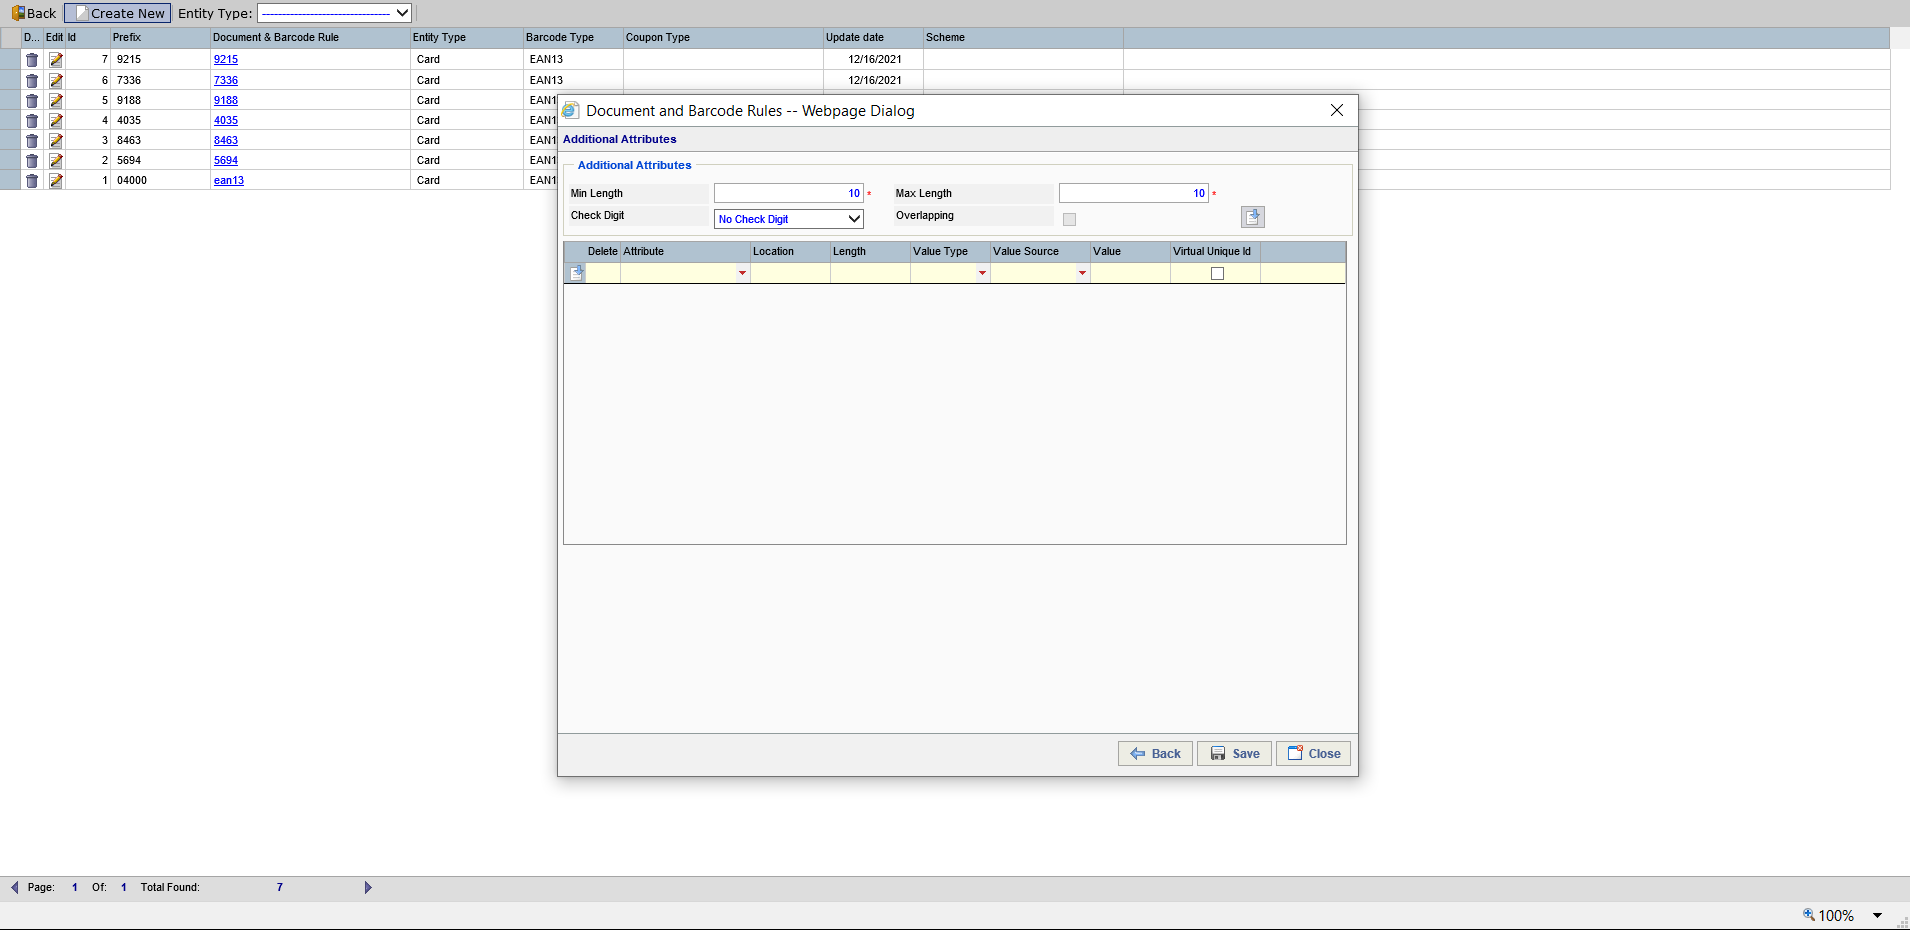 Back Create New Entity Type: --------------------------------
D... Edit Id Prefix Document & Barcode Rule Entity Type Barcode Type Coupon Type Update date Scheme
7 9215 9215 Card EAN13 12/16/2021
6 7336 7336 Card EAN13 12/16/2021
5 9188 9188 Card EAN1
4 4035 4035 Card EAN1
3 8463 8463 Card EAN1
2 5694 5694 Card EAN1
1 04000 ean13 Card EAN1
Document and Barcode Rules -- Webpage Dialog
Additional Attributes
Additional Attributes
Min Length 10 * Max Length 10 *
Check Digit No Check Digit Overlapping
Delete Attribute Location Length Value Type Value Source Value Virtual Unique Id
Back Save Close
Page: 1 Of: 1 Total Found: 7
100%